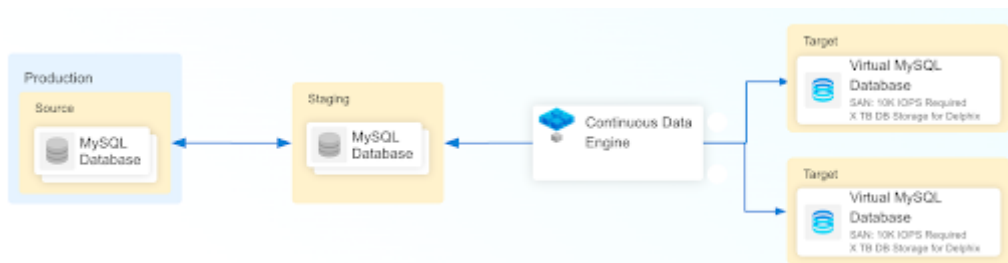 Production
Source
MySQL
Database
Staging
MySQL
Database
Continuous Data
Engine
Target
Virtual MySQL
Database
SAN: 10K IOPS Required
X TB DB Storage for Delphix
Target
Virtual MySQL
Database
SAN: 10K IOPS Required
X TB DB Storage for Delphix